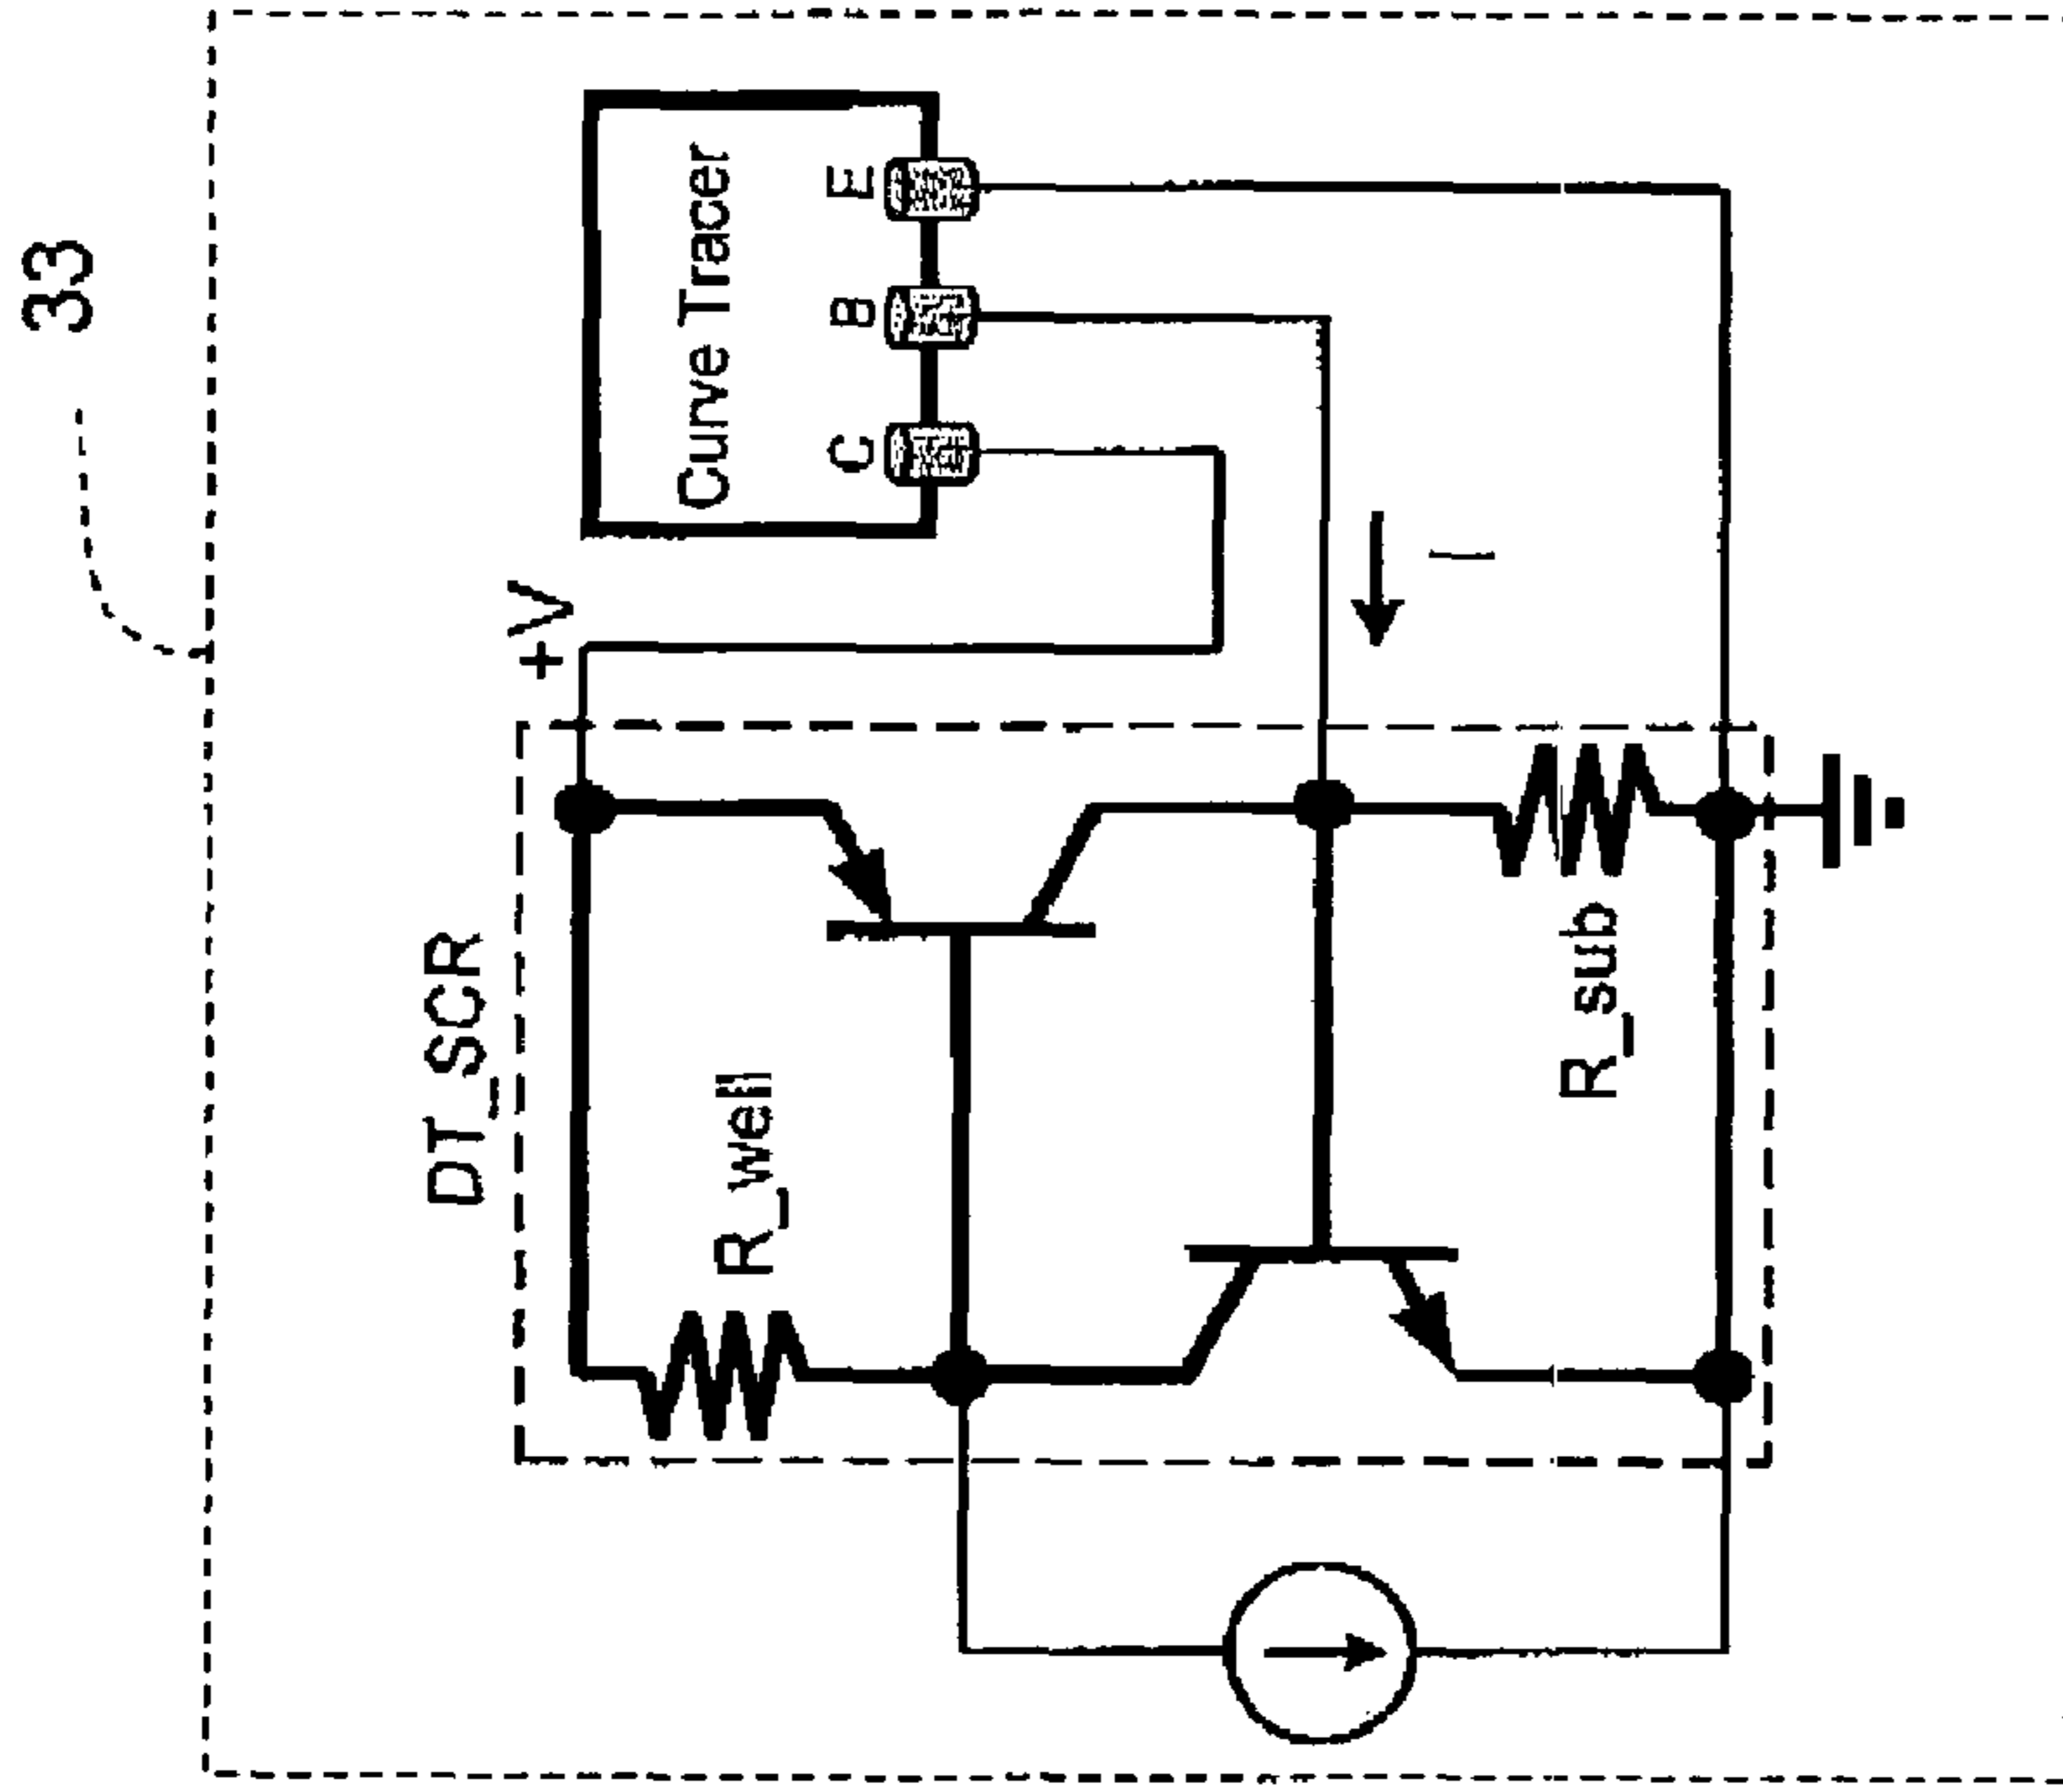 33
Curve Tracer
C
B
E
+V
I
DT_SCR
R_well
R_sub